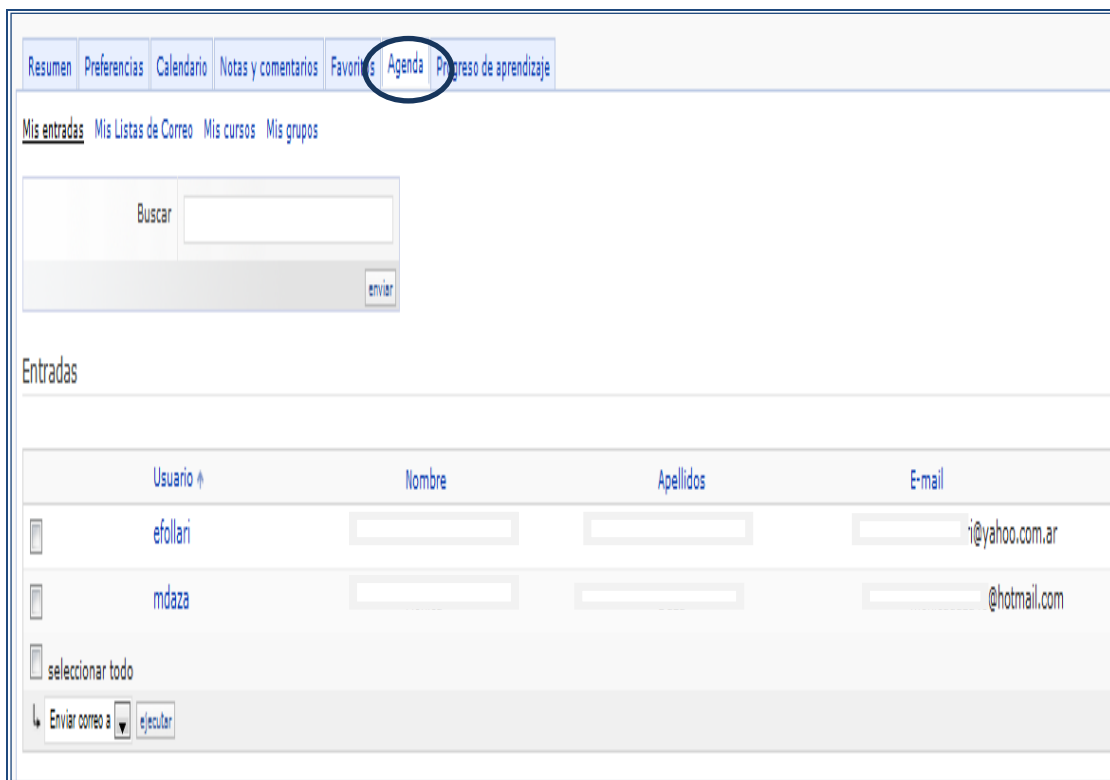 Resumen Preferencias Calendario Notas y comentarios Favoritos Agenda Progreso de aprendizaje
Mis entradas Mis Listas de Correo Mis cursos Mis grupos
Buscar
enviar
Entradas
Usuario Nombre Apellidos E-mail
efollari ri@yahoo.com.ar
mdaza @hotmail.com
seleccionar todo
Enviar correo a ejecutar